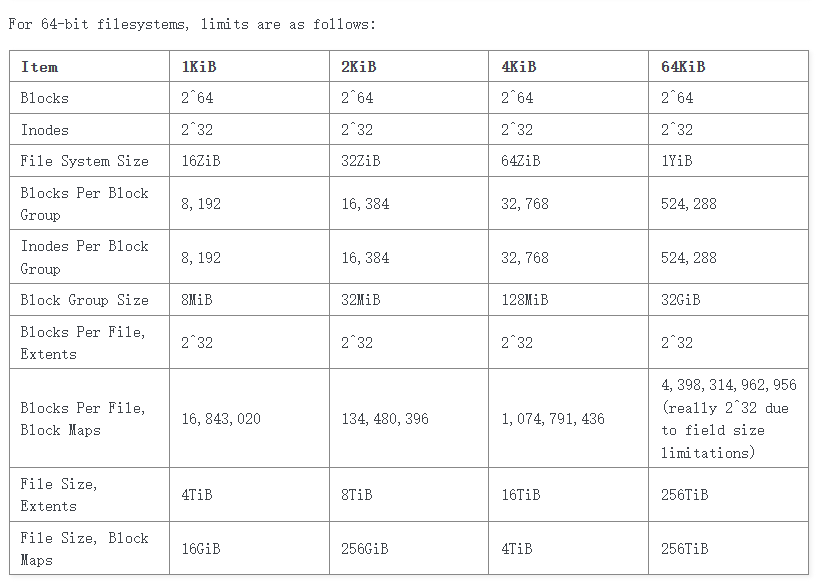 For 64-bit filesystems, limits are as follows:
Item 1KiB 2KiB 4KiB 64KiB
Blocks 2^64 2^64 2^64 2^64
Inodes 2^32 2^32 2^32 2^32
File System Size 16ZiB 32ZiB 64ZiB 1YiB
Blocks Per Block
Group
8,192 16,384 32,768 524,288
Inodes Per Block
Group
8,192 16,384 32,768 524,288
Block Group Size 8MiB 32MiB 128MiB 32GiB
Blocks Per File,
Extents
2^32 2^32 2^32 2^32
Blocks Per File,
Block Maps
16,843,020 134,480,396 1,074,791,436
4,398,314,962,956
(really 2^32 due
to field size
limitations)
File Size,
Extents
4TiB 8TiB 16TiB 256TiB
File Size, Block
Maps
16GiB 256GiB 4TiB 256TiB